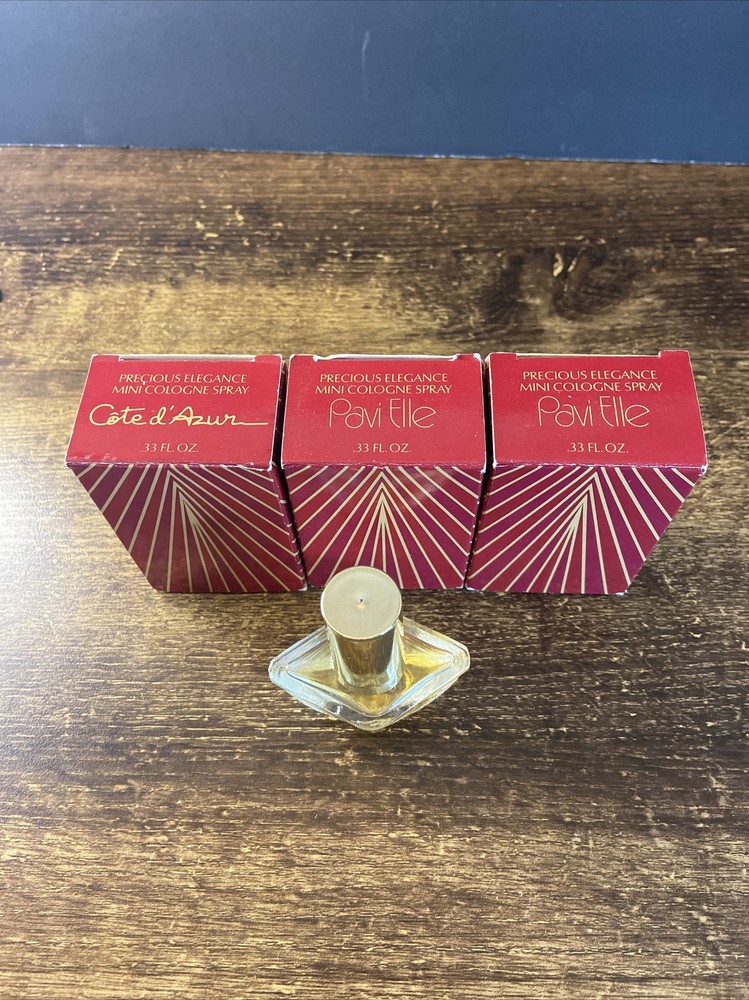 PRECIOUS ELEGANCE
MINI COLOGNE SPRAY
Côte d'Azur
.33 FL. OZ.
PRECIOUS ELEGANCE
MINI COLOGNE SPRAY
Pavi Elle
.33 FL. OZ.
PRECIOUS ELEGANCE
MINI COLOGNE SPRAY
Pavi Elle
.33 FL. OZ.